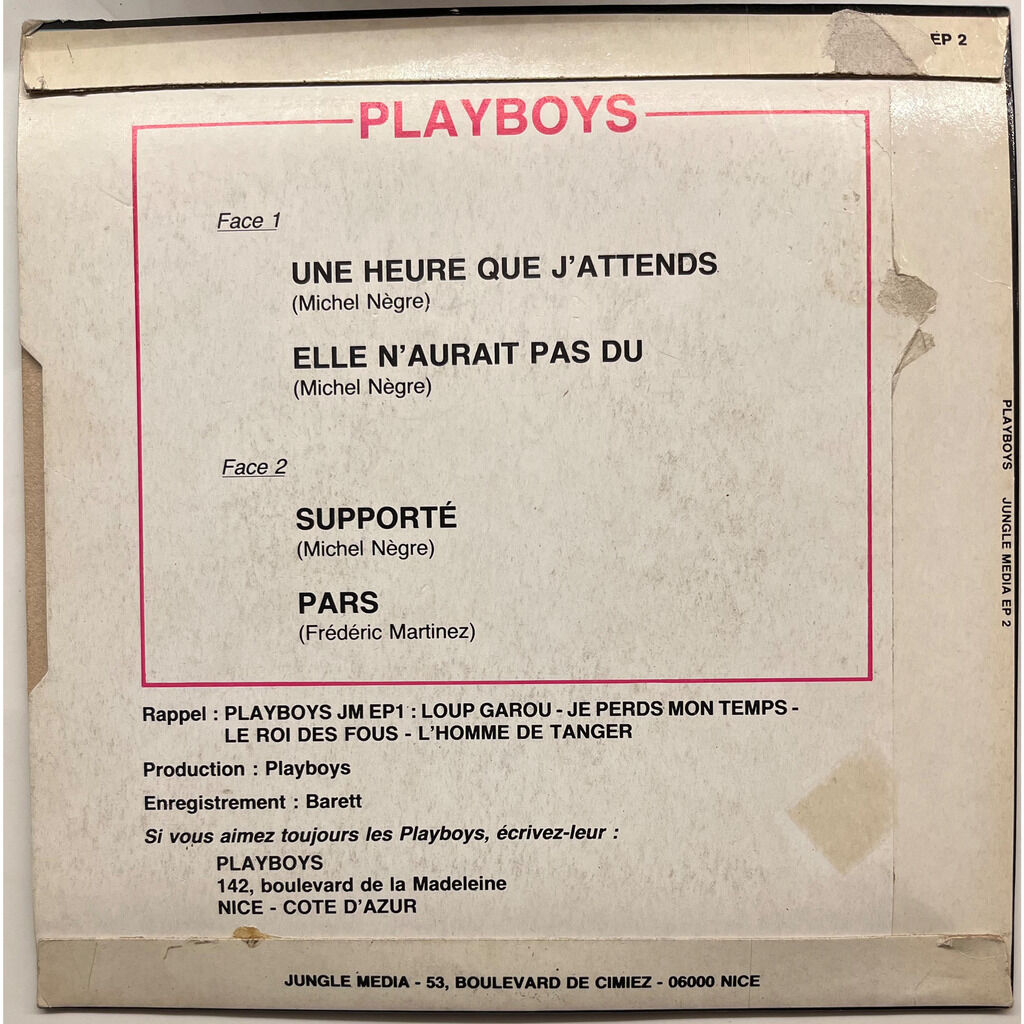 EP 2
PLAYBOYS
Face 1
UNE HEURE QUE J'ATTENDS
(Michel Nègre)
ELLE N'AURAIT PAS DU
(Michel Nègre)
Face 2
SUPPORTÉ
(Michel Nègre)
PARS
(Frédéric Martinez)
Rappel : PLAYBOYS JM EP1 : LOUP GAROU - JE PERDS MON TEMPS -
LE ROI DES FOUS - L'HOMME DE TANGER
Production : Playboys
Enregistrement : Barett
Si vous aimez toujours les Playboys, écrivez-leur :
PLAYBOYS
142, boulevard de la Madeleine
NICE - COTE D'AZUR
JUNGLE MEDIA - 53, BOULEVARD DE CIMIEZ - 06000 NICE
PLAYBOYS JUNGLE MEDIA EP 2